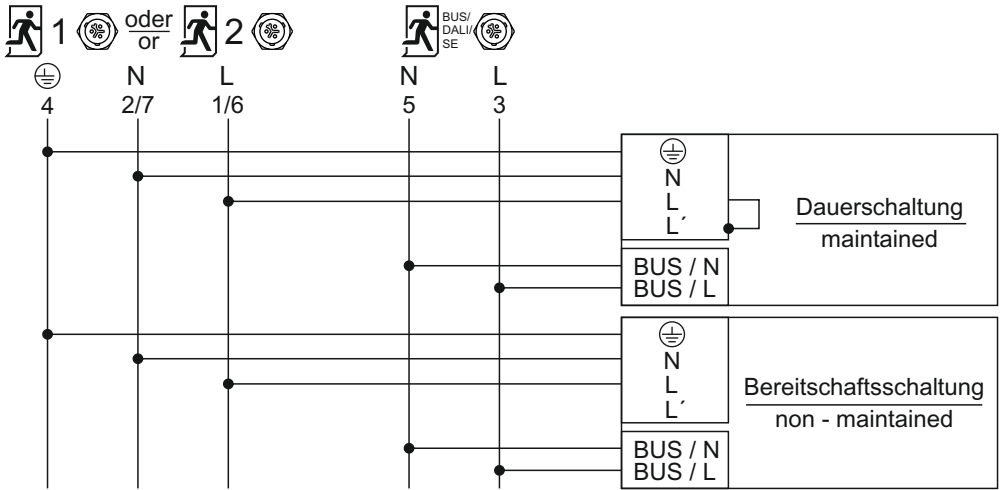 1 oder 2 BUS/
or DALI/
SE
N L N L
4 2/7 1/6 5 3
N
L
L´
Dauerschaltung
maintained
BUS / N
BUS / L
N
L
L´
Bereitschaftsschaltung
non - maintained
BUS / N
BUS / L